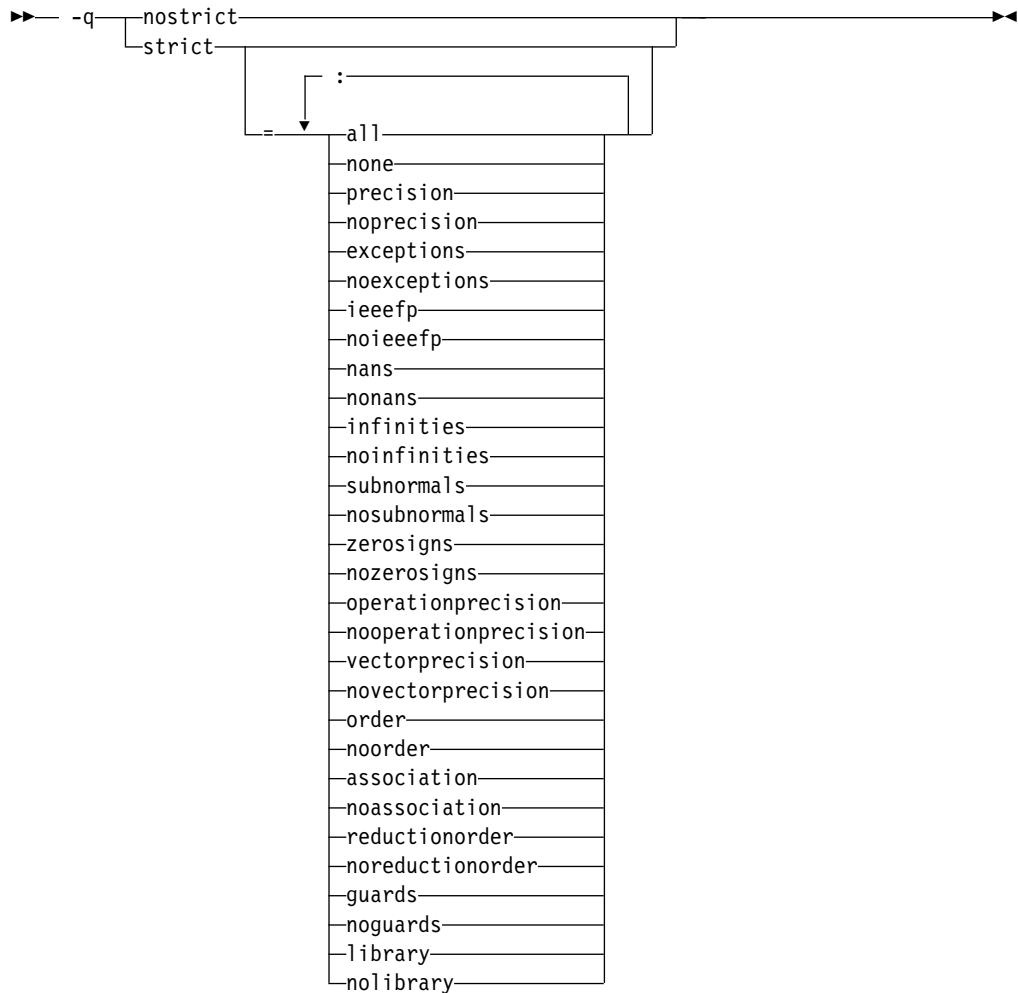 -q nostrict
strict
:
= all
none
precision
noprecision
exceptions
noexceptions
ieeefp
noieeefp
nans
nonans
infinities
noinfinities
subnormals
nosubnormals
zerosigns
nozerosigns
operationprecision
nooperationprecision
vectorprecision
novectorprecision
order
noorder
association
noassociation
reductionorder
noreductionorder
guards
noguards
library
nolibrary